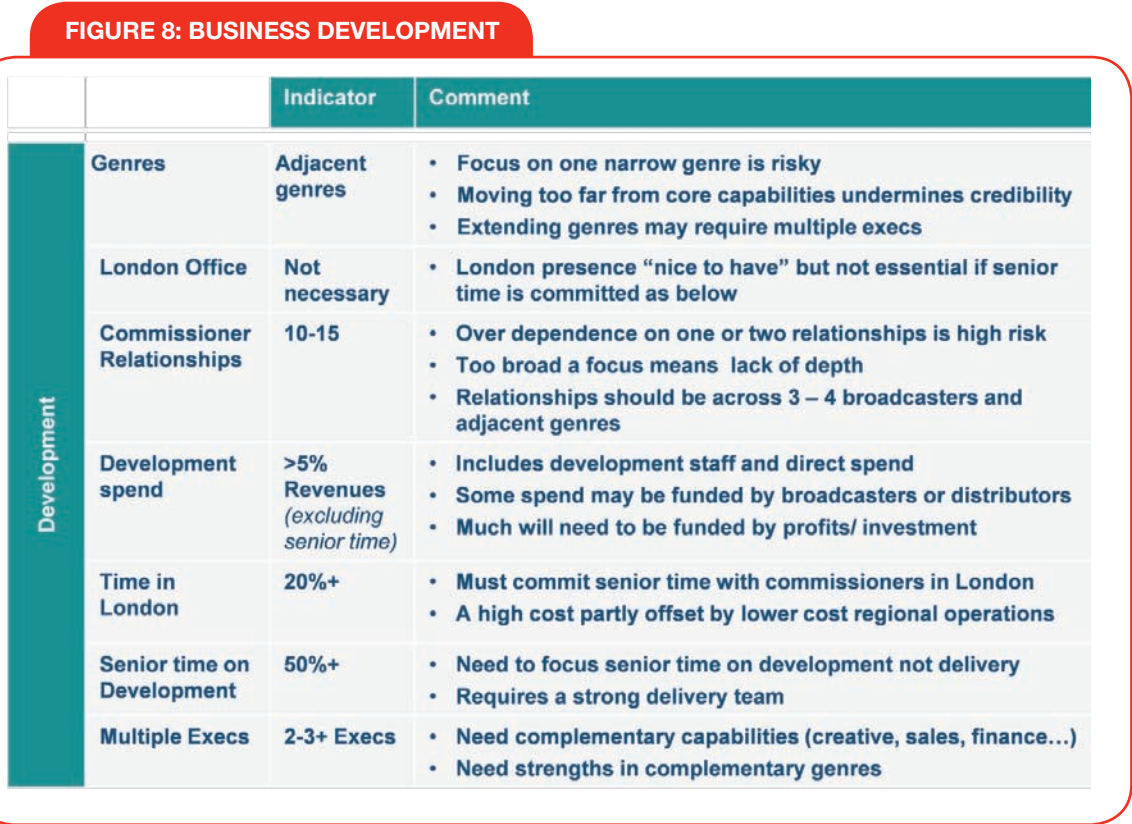 FIGURE 8: BUSINESS DEVELOPMENT
Indicator Comment
Development
Genres Adjacent genres
• Focus on one narrow genre is risky
• Moving too far from core capabilities undermines credibility
• Extending genres may require multiple execs
London Office Not necessary
• London presence “nice to have” but not essential if senior
time is committed as below
Commissioner Relationships 10-15
• Over dependence on one or two relationships is high risk
• Too broad a focus means lack of depth
• Relationships should be across 3 – 4 broadcasters and
adjacent genres
Development spend >5% Revenues (excluding senior time)
• Includes development staff and direct spend
• Some spend may be funded by broadcasters or distributors
• Much will need to be funded by profits/ investment
Time in London 20%+
• Must commit senior time with commissioners in London
• A high cost partly offset by lower cost regional operations
Senior time on Development 50%+
• Need to focus senior time on development not delivery
• Requires a strong delivery team
Multiple Execs 2-3+ Execs
• Need complementary capabilities (creative, sales, finance…)
• Need strengths in complementary genres